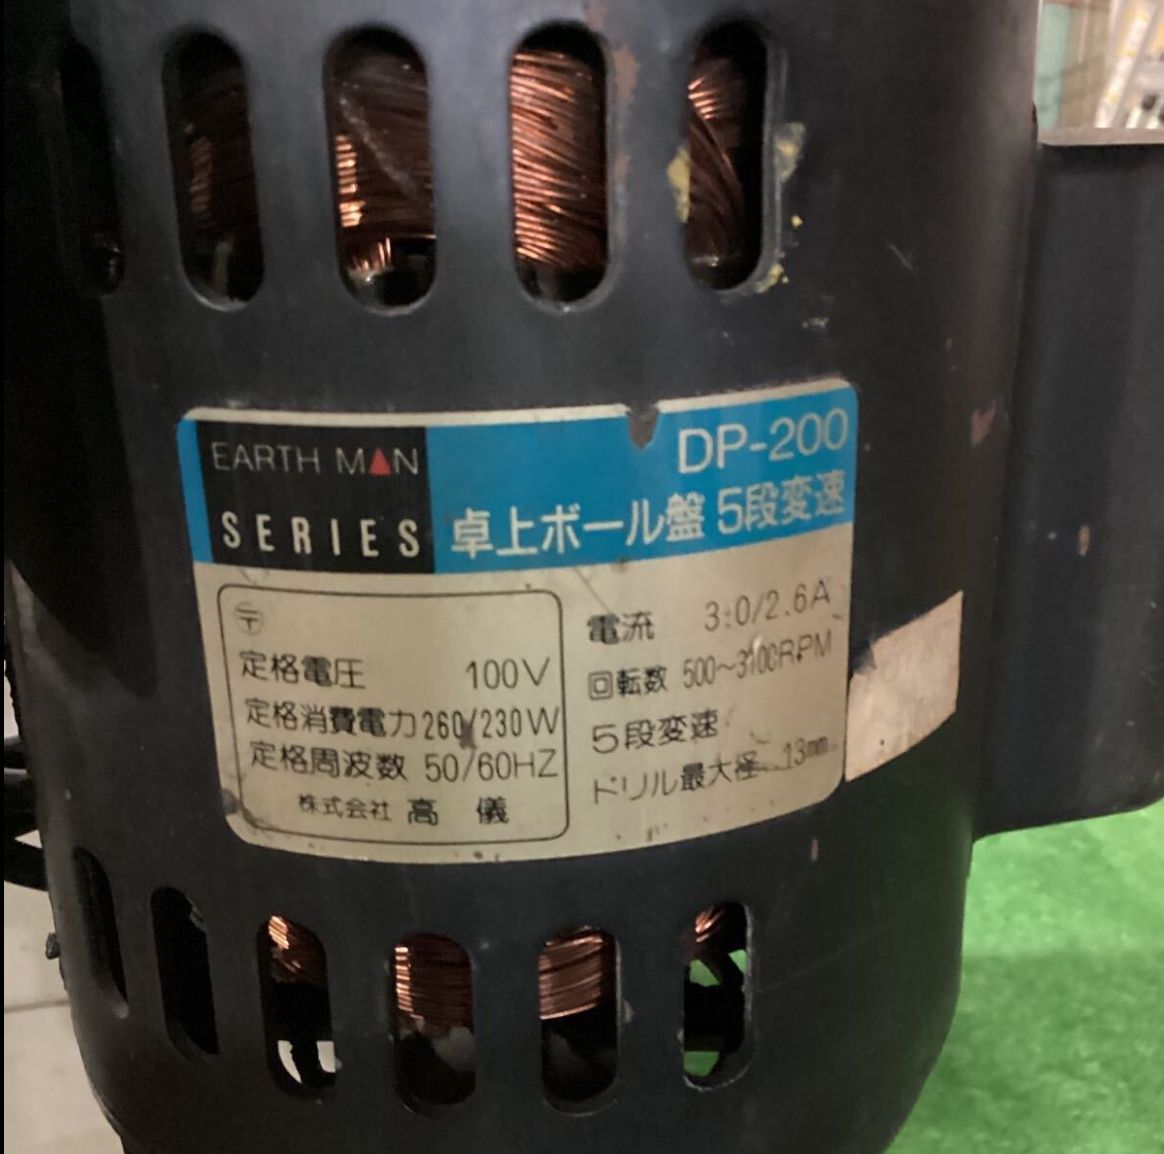 EARTH MAN
SERIES
DP-200
卓上ボール盤 5段変速
〒
定格電圧 100V
定格消費電力 260/230W
定格周波数 50/60HZ
株式会社 高儀
電流 3.0/2.6A
回転数 500~3100RPM
5段変速
ドリル最大径 13mm